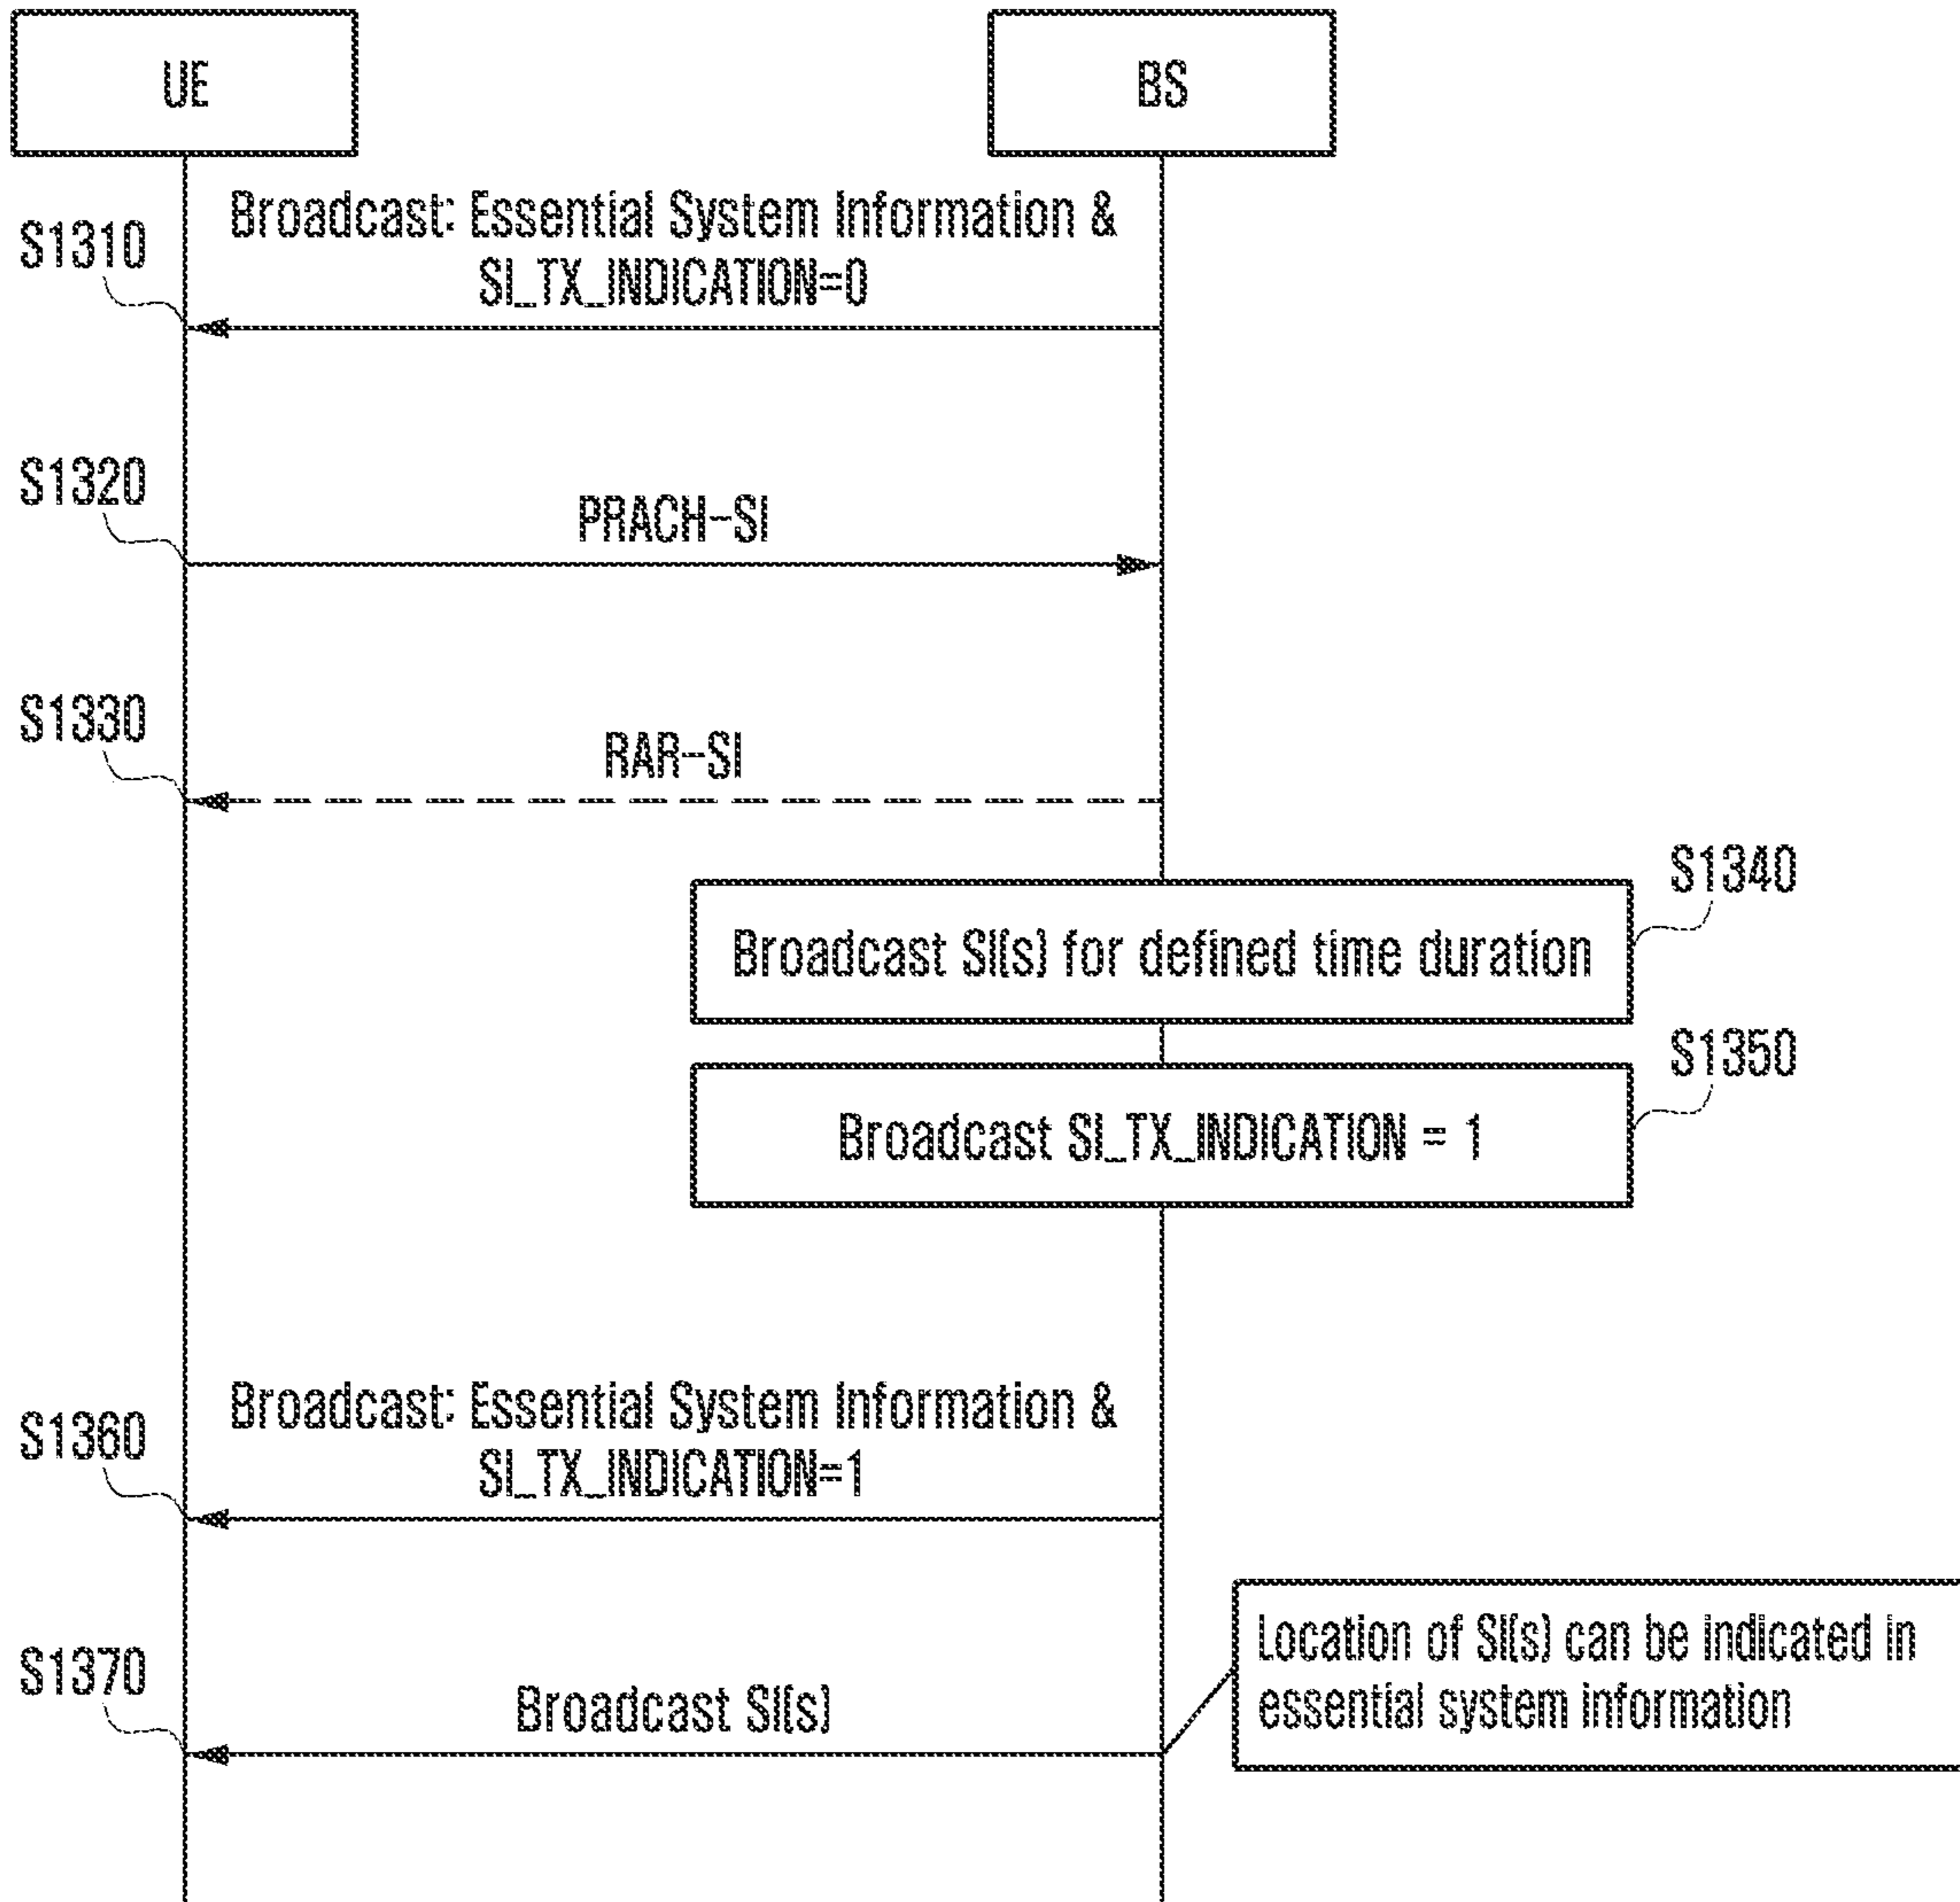 UE
BS
S1310
Broadcast: Essential System Information &
SI_TX_INDICATION=0
S1320
PRACH-SI
S1330
RAR-SI
S1340
Broadcast SI(s) for defined time duration
S1350
Broadcast SI_TX_INDICATION = 1
S1360
Broadcast: Essential System Information &
SI_TX_INDICATION=1
S1370
Broadcast SI(s)
Location of SI(s) can be indicated in
essential system information